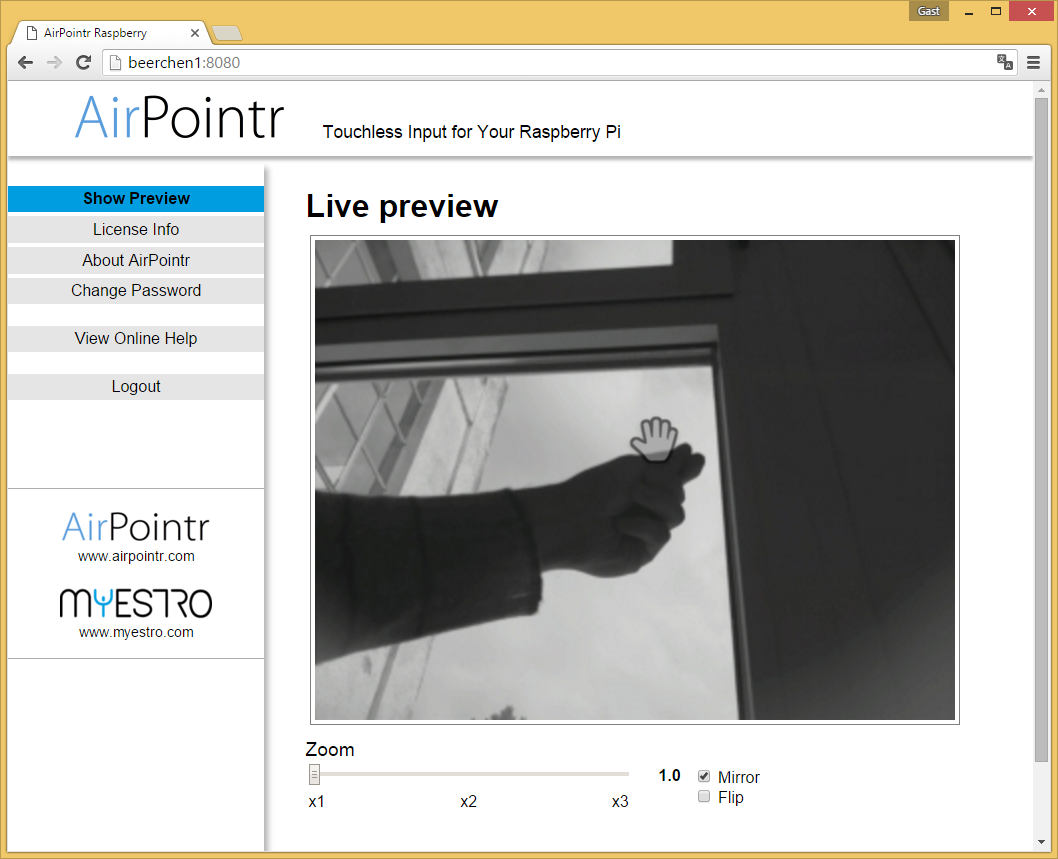 Gast
AirPointr Raspberry
beerchen1:8080
AirPointr
Touchless Input for Your Raspberry Pi
Show Preview
License Info
About AirPointr
Change Password
View Online Help
Logout
AirPointr
www.airpointr.com
MYESTRO
www.myestro.com
Live preview
Zoom
x1 x2 x3
1.0
Mirror
Flip